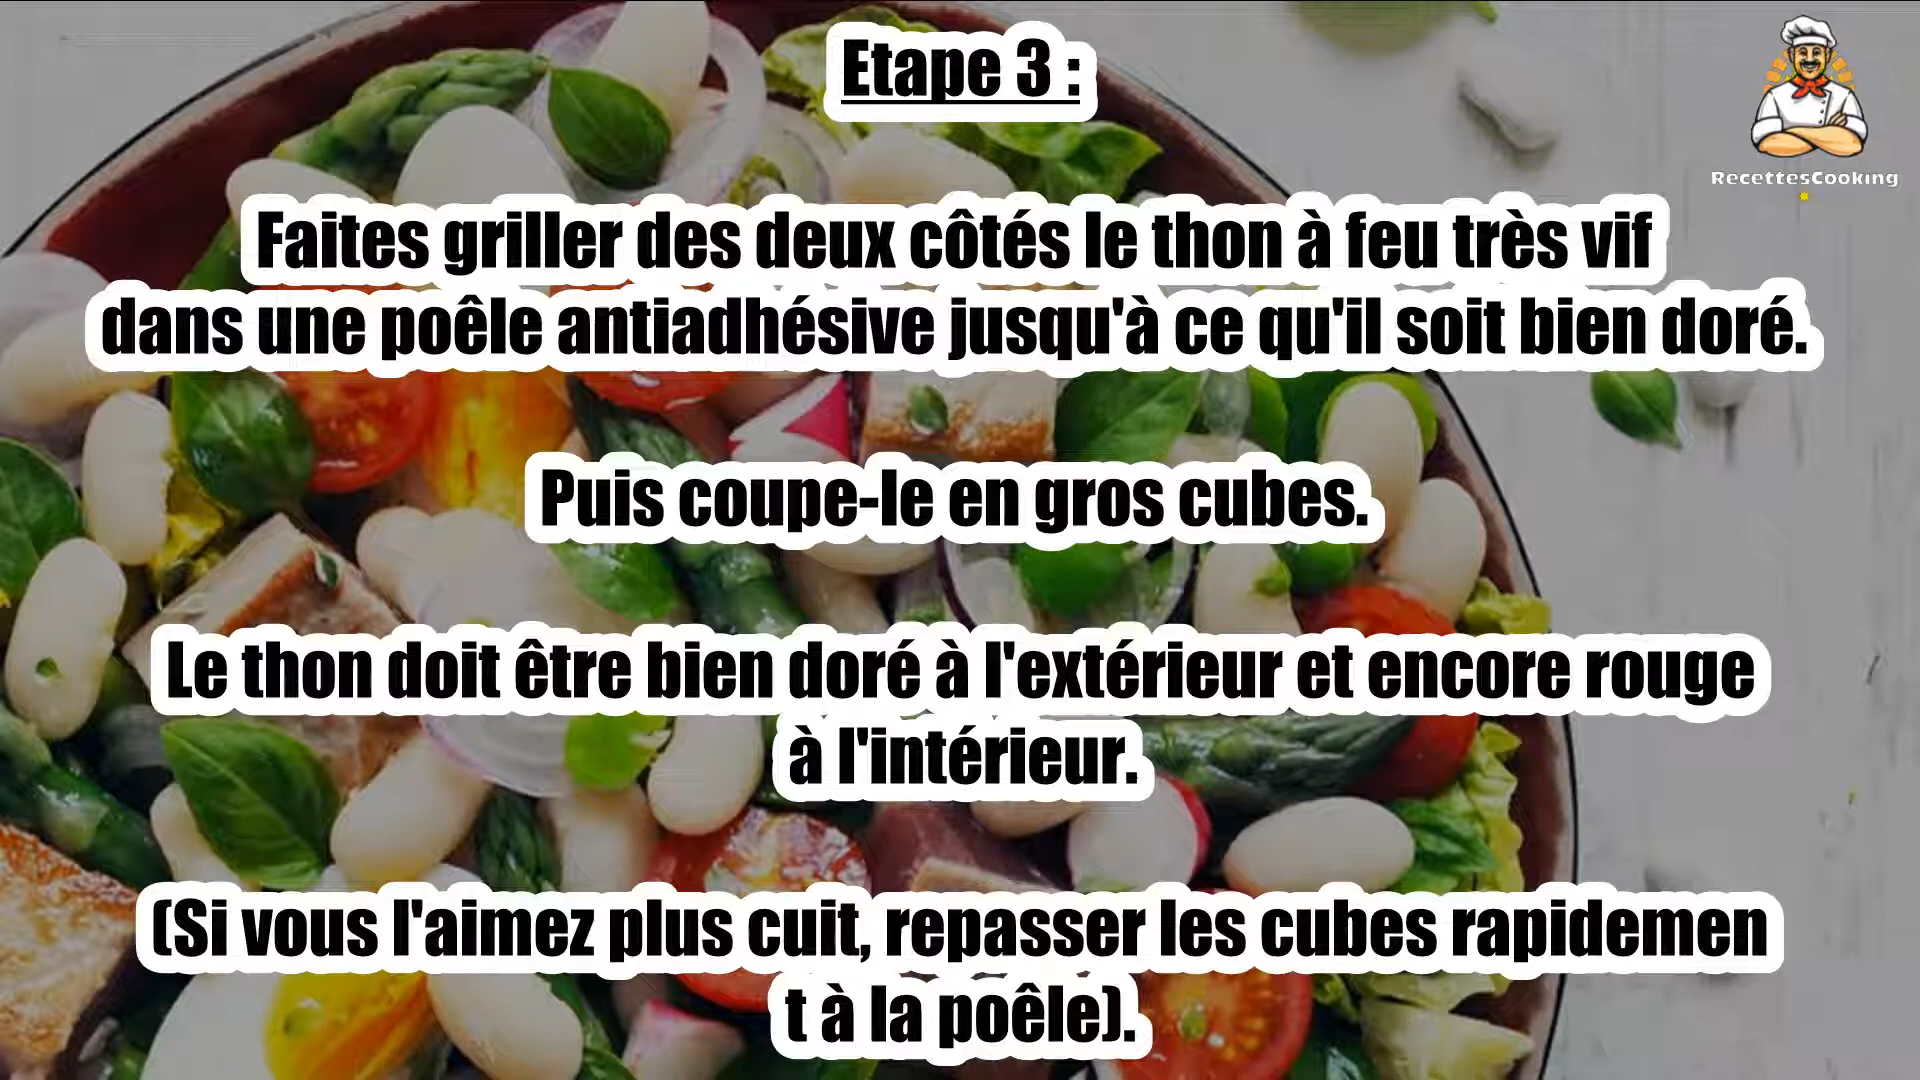 Etape 3 :
RecettesCooking
Faites griller des deux côtés le thon à feu très vif
dans une poêle antiadhésive jusqu'à ce qu'il soit bien doré.
Puis coupe-le en gros cubes.
Le thon doit être bien doré à l'extérieur et encore rouge
à l'intérieur.
(Si vous l'aimez plus cuit, repasser les cubes rapidemen
t à la poêle).